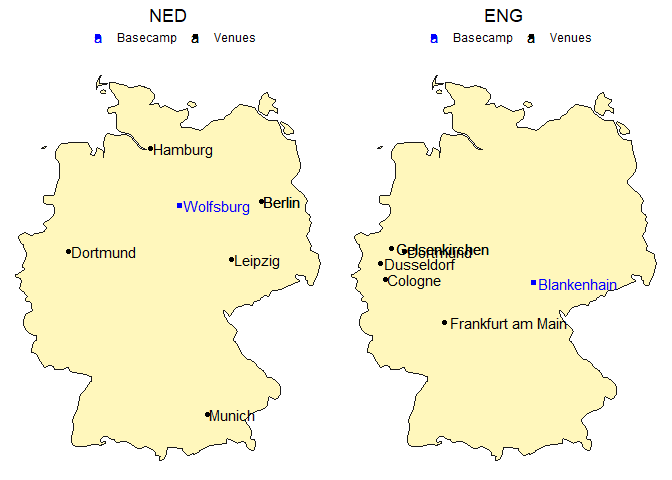 NED
a Basecamp a Venues
Hamburg
Wolfsburg
Berlin
Dortmund
Leipzig
Munich
ENG
a Basecamp a Venues
Gelsenkirchen
Dortmund
Dusseldorf
Cologne
Blankenhain
Frankfurt am Main